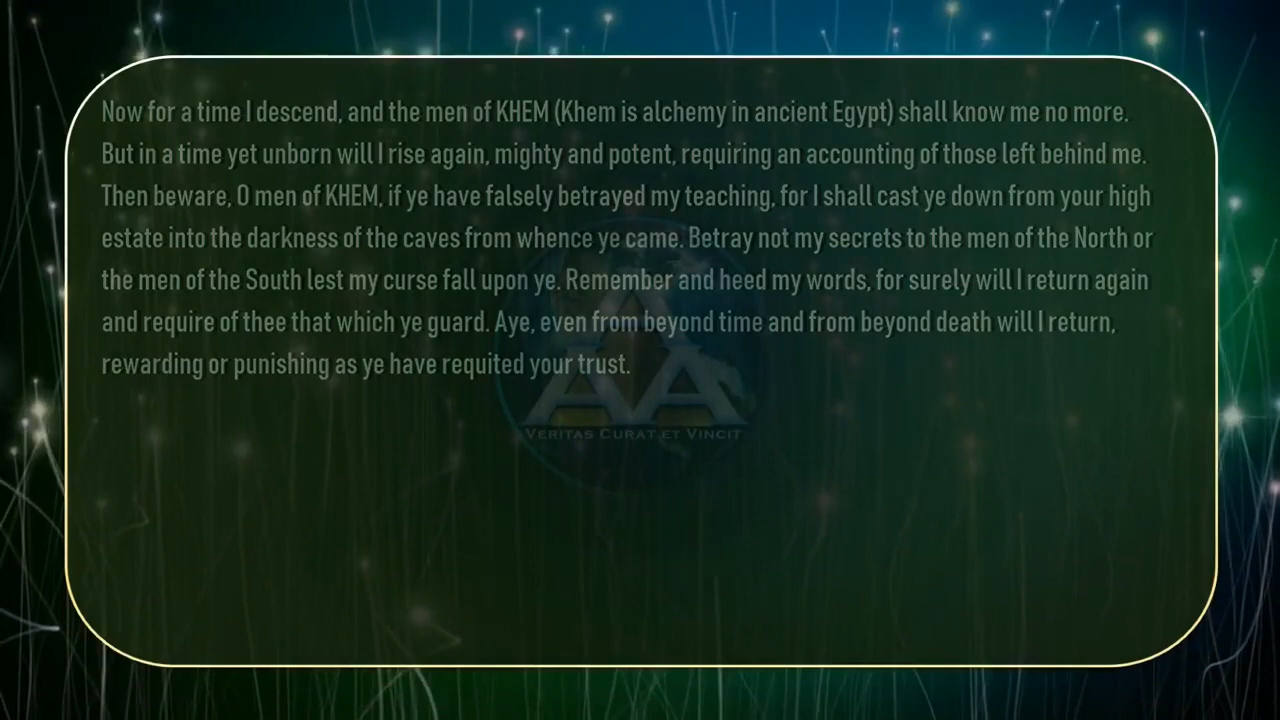 Now for a time I descend, and the men of KHEM (Khem is alchemy in ancient Egypt) shall know me no more.
But in a time yet unborn will I rise again, mighty and potent, requiring an accounting of those left behind me.
Then beware, O men of KHEM, if ye have falsely betrayed my teaching, for I shall cast ye down from your high
estate into the darkness of the caves from whence ye came. Betray not my secrets to the men of the North or
the men of the South lest my curse fall upon ye. Remember and heed my words, for surely will I return again
and require of thee that which ye guard. Aye, even from beyond time and from beyond death will I return,
rewarding or punishing as ye have requited your trust.
AAA
VERITAS CURAT ET VINCIT